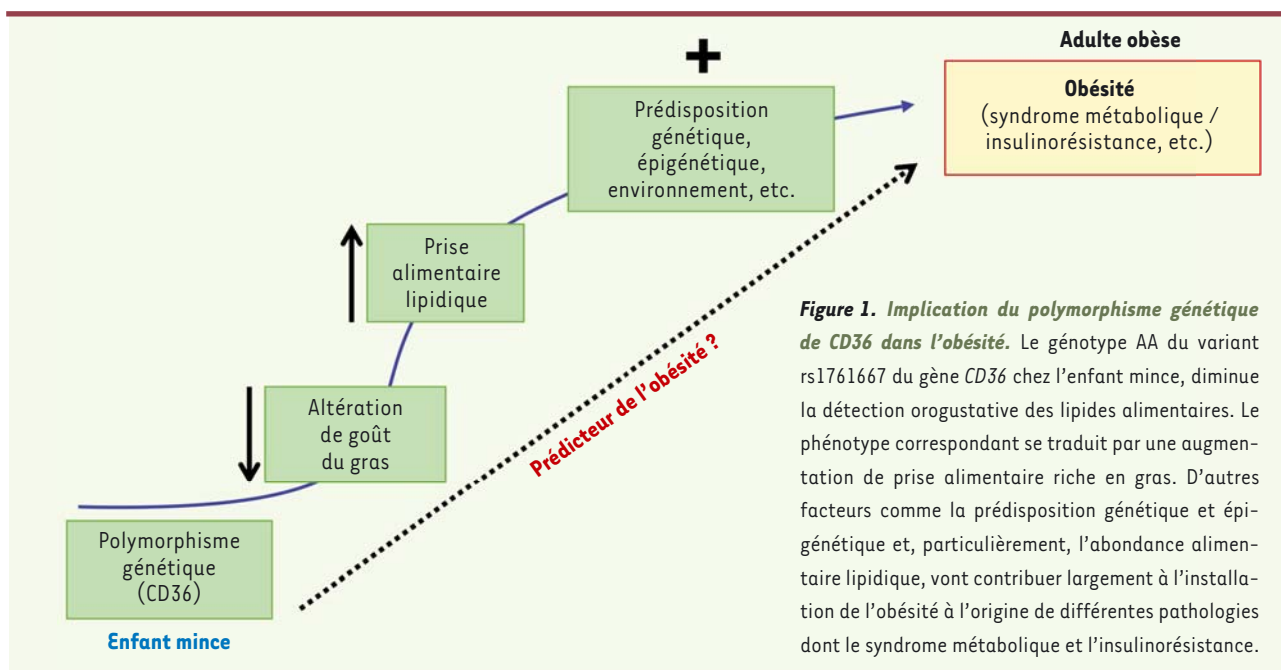 Adulte obèse
Obésité
(syndrome métabolique /
insulinorésistance, etc.)
+
Prédisposition
génétique,
épigénétique,
environnement, etc.
Prise
alimentaire
lipidique
Altération
de goût
du gras
Polymorphisme
génétique
(CD36)
Enfant mince
Prédicteur de l’obésité ?
Figure 1. Implication du polymorphisme génétique
de CD36 dans l’obésité. Le génotype AA du variant
rs1761667 du gène CD36 chez l’enfant mince, diminue
la détection orogustative des lipides alimentaires. Le
phénotype correspondant se traduit par une augmen-
tation de prise alimentaire riche en gras. D’autres
facteurs comme la prédisposition génétique et épi-
génétique et, particulièrement, l’abondance alimen-
taire lipidique, vont contribuer largement à l’installa-
tion de l’obésité à l’origine de différentes pathologies
dont le syndrome métabolique et l’insulinorésistance.